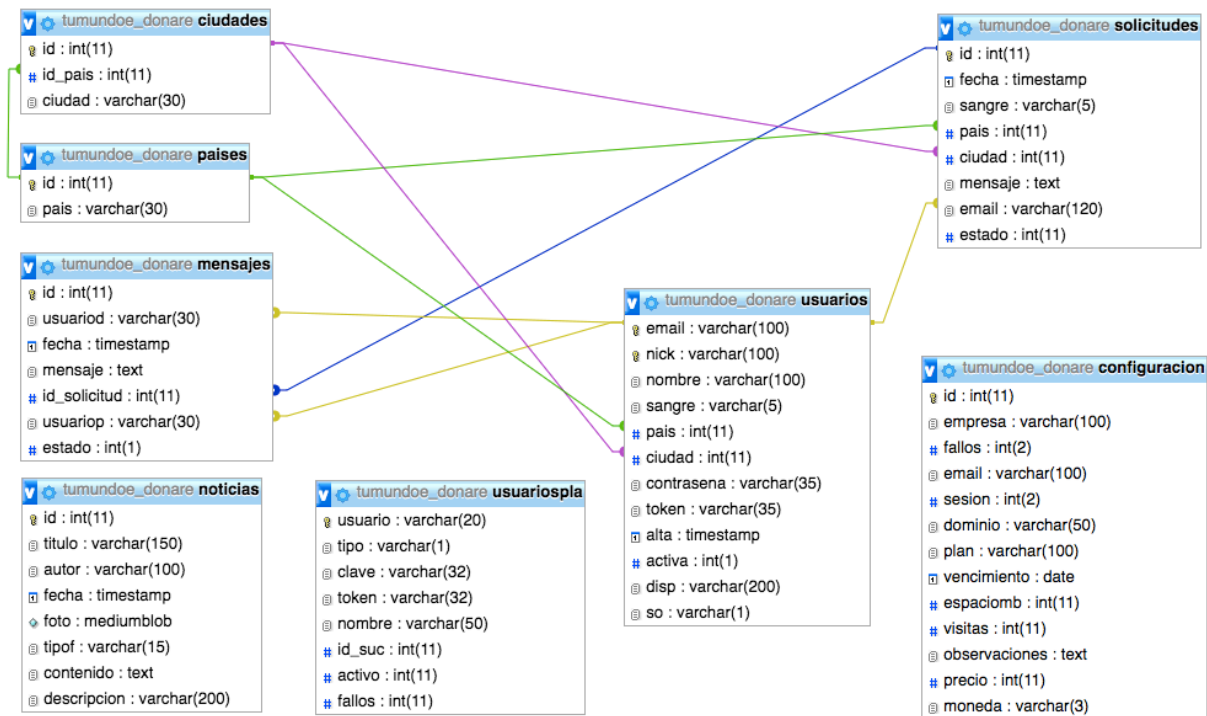 tumundoe_donare ciudades
id : int(11)
# id_pais : int(11)
ciudad : varchar(30)
tumundoe_donare paises
id : int(11)
pais : varchar(30)
tumundoe_donare mensajes
id : int(11)
usuariod : varchar(30)
fecha : timestamp
mensaje : text
# id_solicitud : int(11)
usuariop : varchar(30)
# estado : int(1)
tumundoe_donare noticias
id : int(11)
titulo : varchar(150)
autor : varchar(100)
fecha : timestamp
foto : mediumblob
tipof : varchar(15)
contenido : text
descripcion : varchar(200)
tumundoe_donare usuariospla
usuario : varchar(20)
tipo : varchar(1)
clave : varchar(32)
token : varchar(32)
nombre : varchar(50)
# id_suc : int(11)
# activo : int(11)
# fallos : int(11)
tumundoe_donare usuarios
email : varchar(100)
nick : varchar(100)
nombre : varchar(100)
sangre : varchar(5)
# pais : int(11)
# ciudad : int(11)
contrasena : varchar(35)
token : varchar(35)
alta : timestamp
# activa : int(1)
disp : varchar(200)
so : varchar(1)
tumundoe_donare solicitudes
id : int(11)
fecha : timestamp
sangre : varchar(5)
# pais : int(11)
# ciudad : int(11)
mensaje : text
email : varchar(120)
# estado : int(11)
tumundoe_donare configuracion
id : int(11)
empresa : varchar(100)
# fallos : int(2)
email : varchar(100)
# sesion : int(2)
dominio : varchar(50)
plan : varchar(100)
vencimiento : date
# espaciomb : int(11)
# visitas : int(11)
observaciones : text
# precio : int(11)
moneda : varchar(3)